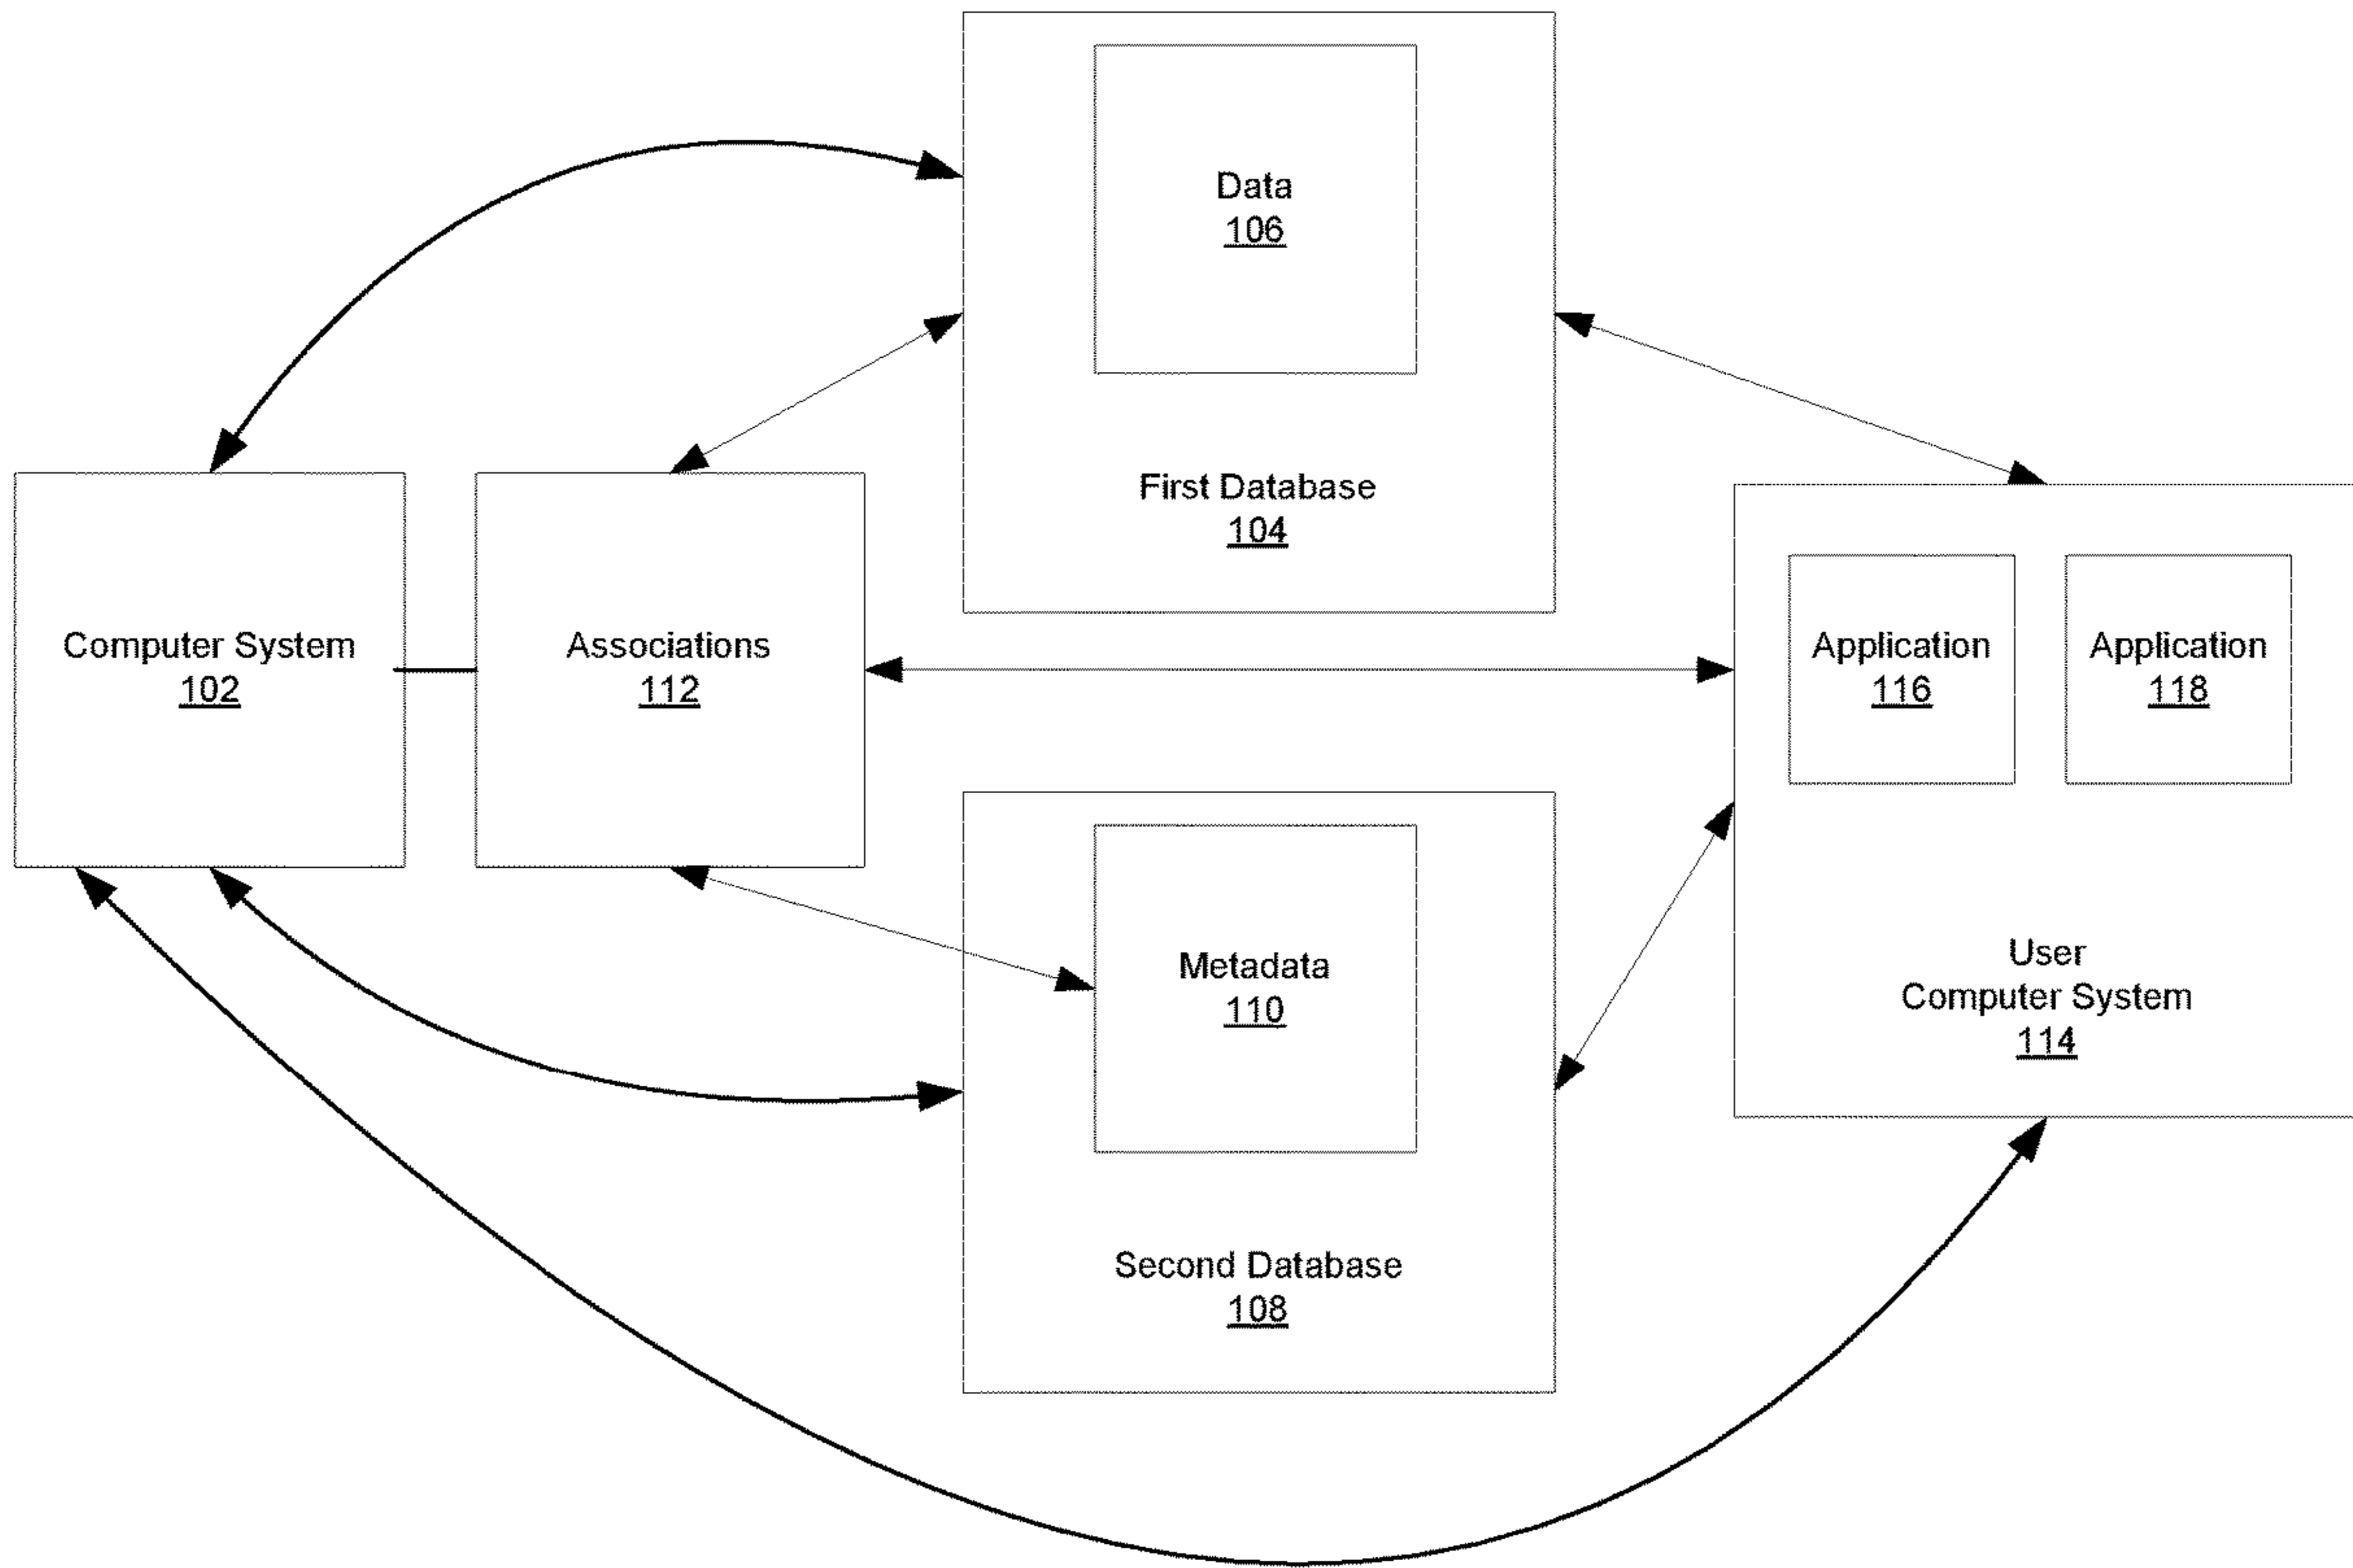 Data
106
First Database
104
Computer System
102
Associations
112
Application
116
Application
118
Metadata
110
User
Computer System
114
Second Database
108